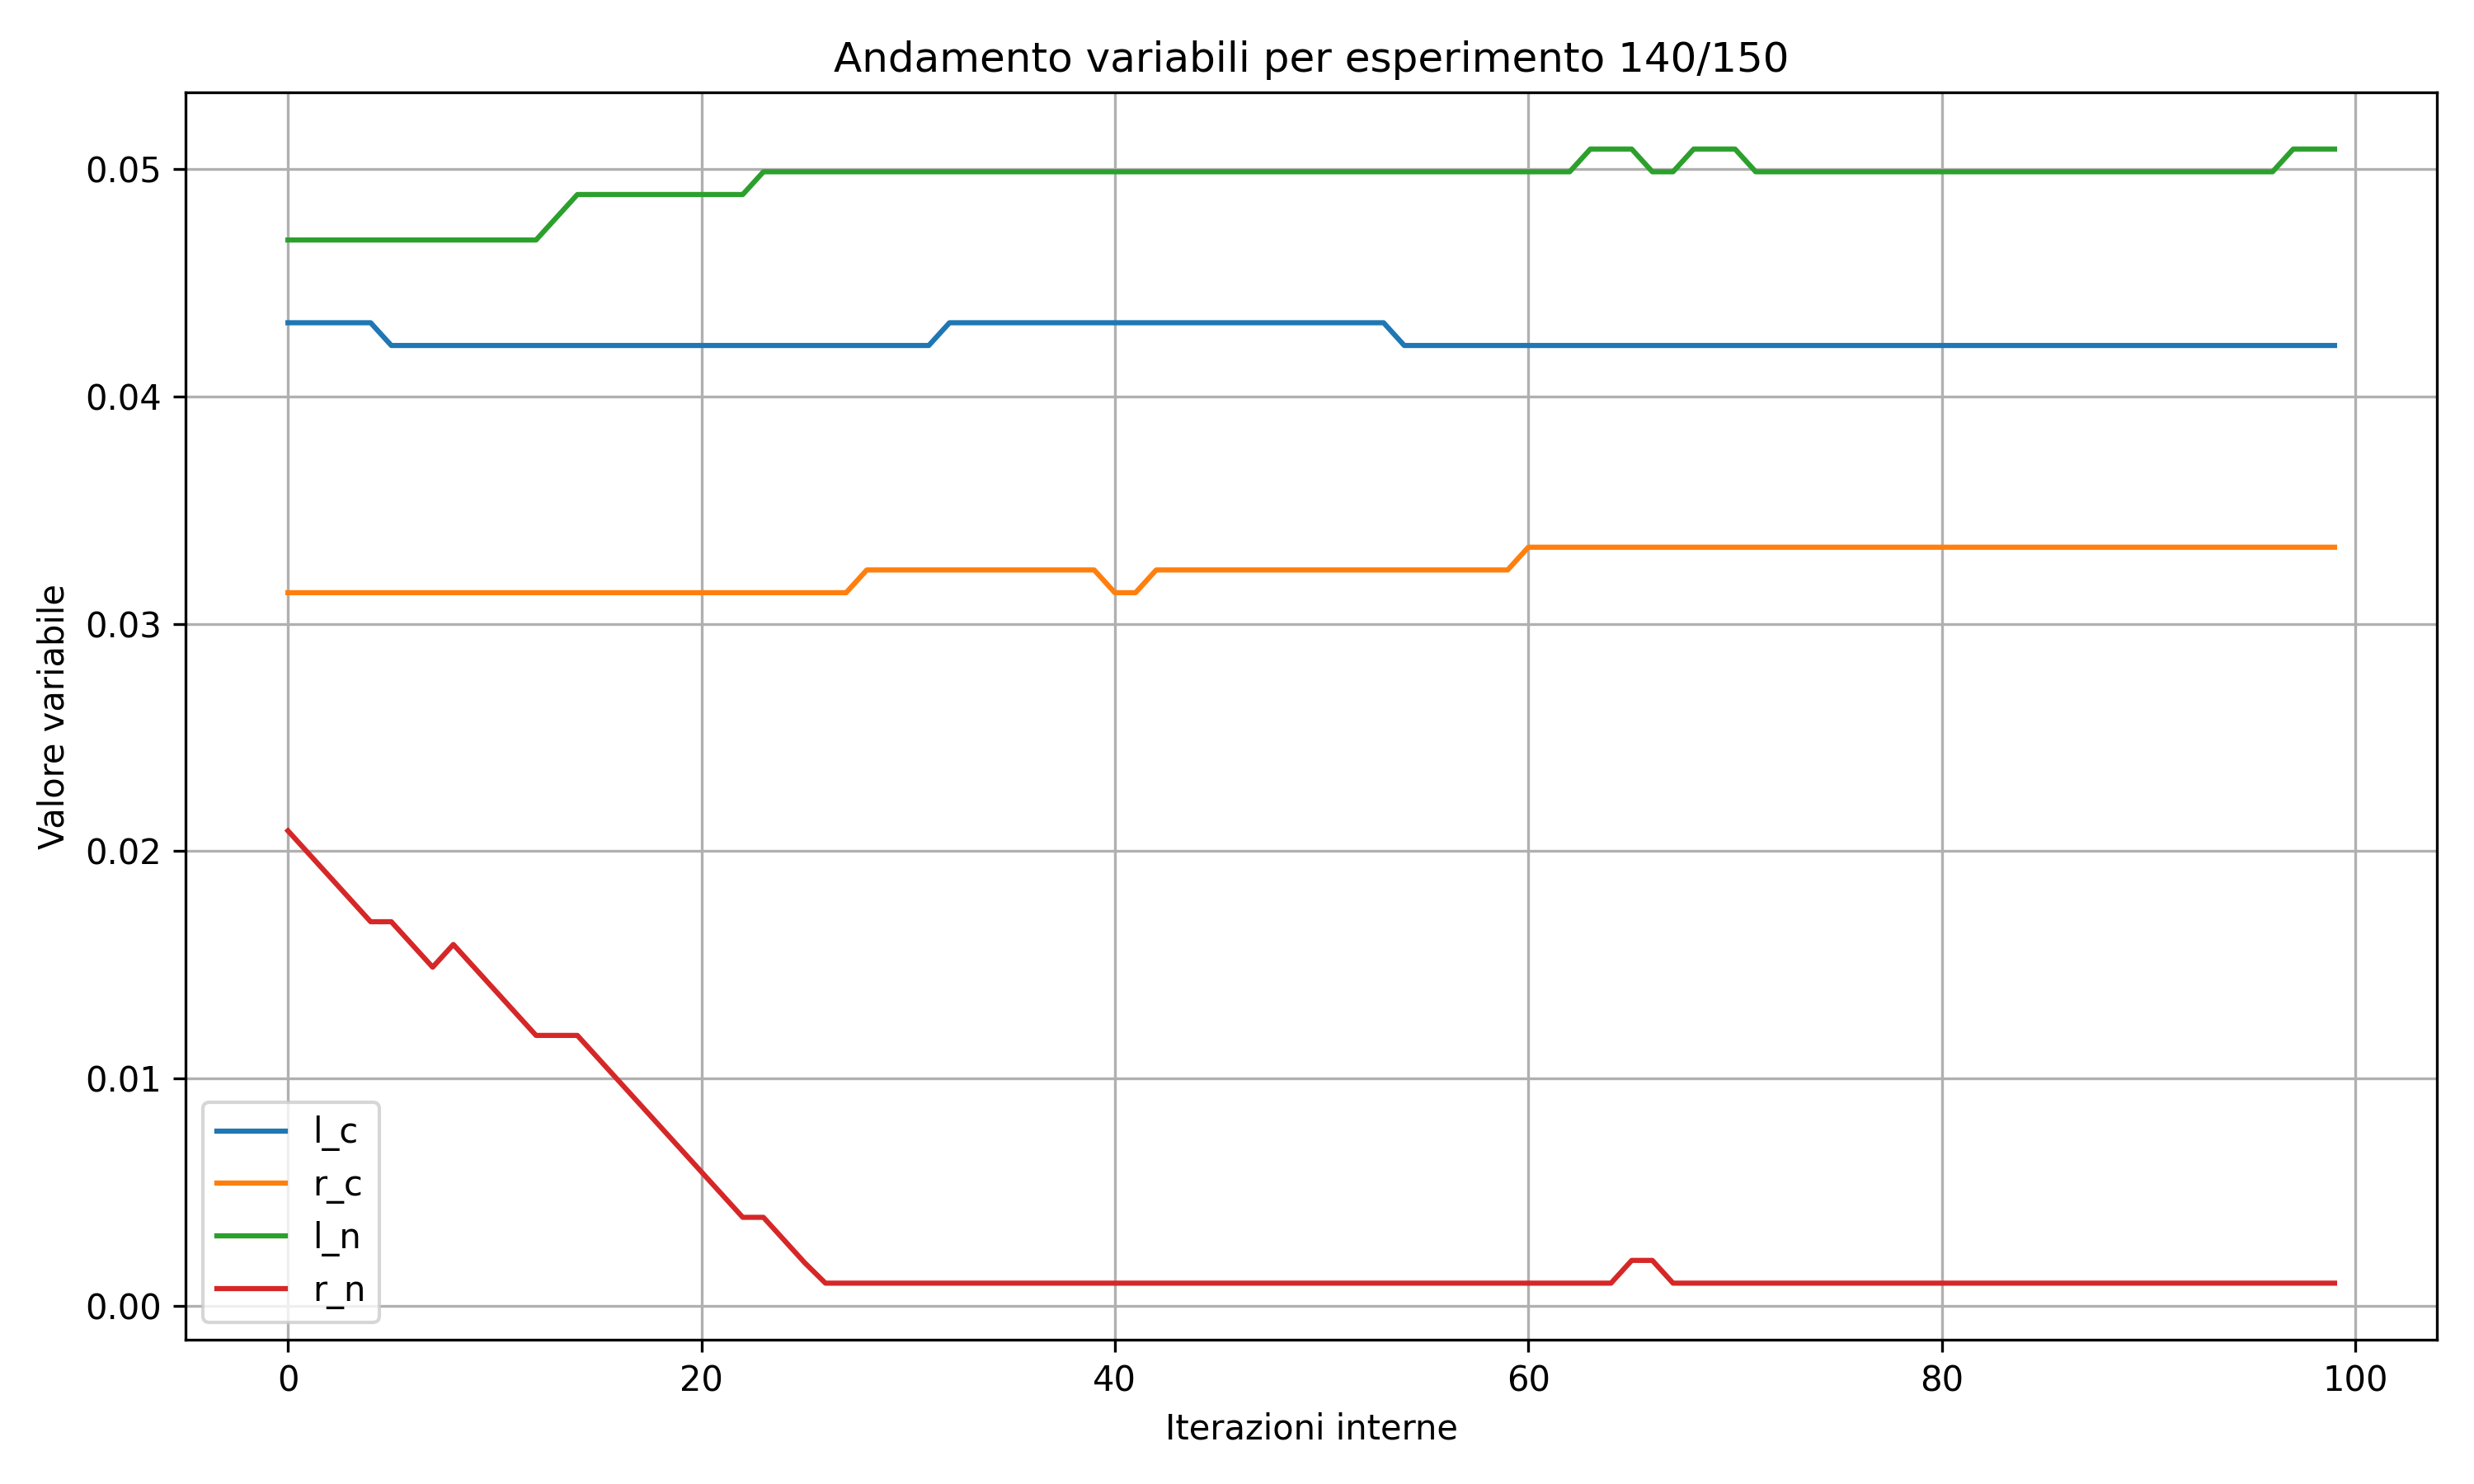 Andamento variabili per esperimento 140/150
Valore variabile
0.05
0.04
0.03
0.02
0.01
0.00
l_c
r_c
l_n
r_n
0 20 40 60 80 100
Iterazioni interne